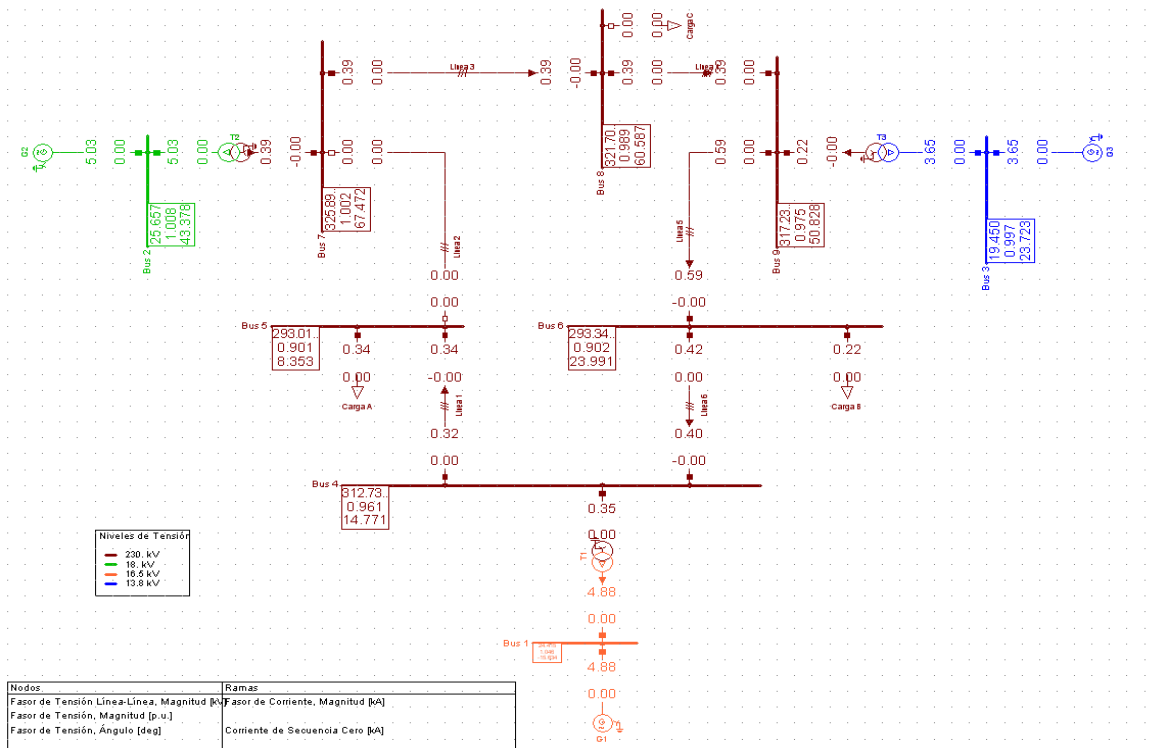 0.00
0.00
Carga C
0.39
0.00
Línea 3
0.39
-0.00
0.39
0.00
0.39
0.00
G2
5.03
0.00
5.03
0.00
T2
0.39
-0.00
0.00
0.00
321.70..
0.989
60.587
Bus 8
0.59
0.00
0.22
-0.00
T3
3.65
0.00
3.65
0.00
G3
25.657
1.008
43.378
Bus 2
325.89..
1.002
67.472
Bus 7
Línea 2
Línea 5
317.23..
0.975
50.828
Bus 9
19.450
0.997
23.723
Bus 3
0.00
0.00
0.59
-0.00
Bus 5
293.01..
0.901
8.353
0.34
0.00
Carga A
0.34
-0.00
Bus 6
293.34..
0.902
23.991
0.42
0.00
0.22
0.00
Carga B
Línea 1
Línea 6
0.32
0.00
0.40
-0.00
Bus 4
312.73..
0.961
14.771
0.35
0.00
T1
4.88
0.00
Niveles de Tensión
230. kV
18. kV
16.5 kV
13.8 kV
Bus 1
4.88
0.00
G1
Nodos
Ramas
Fasor de Tensión Línea-Línea, Magnitud [kV]
Fasor de Corriente, Magnitud [kA]
Fasor de Tensión, Magnitud [p.u.]
Fasor de Tensión, Ángulo [deg]
Corriente de Secuencia Cero [kA]